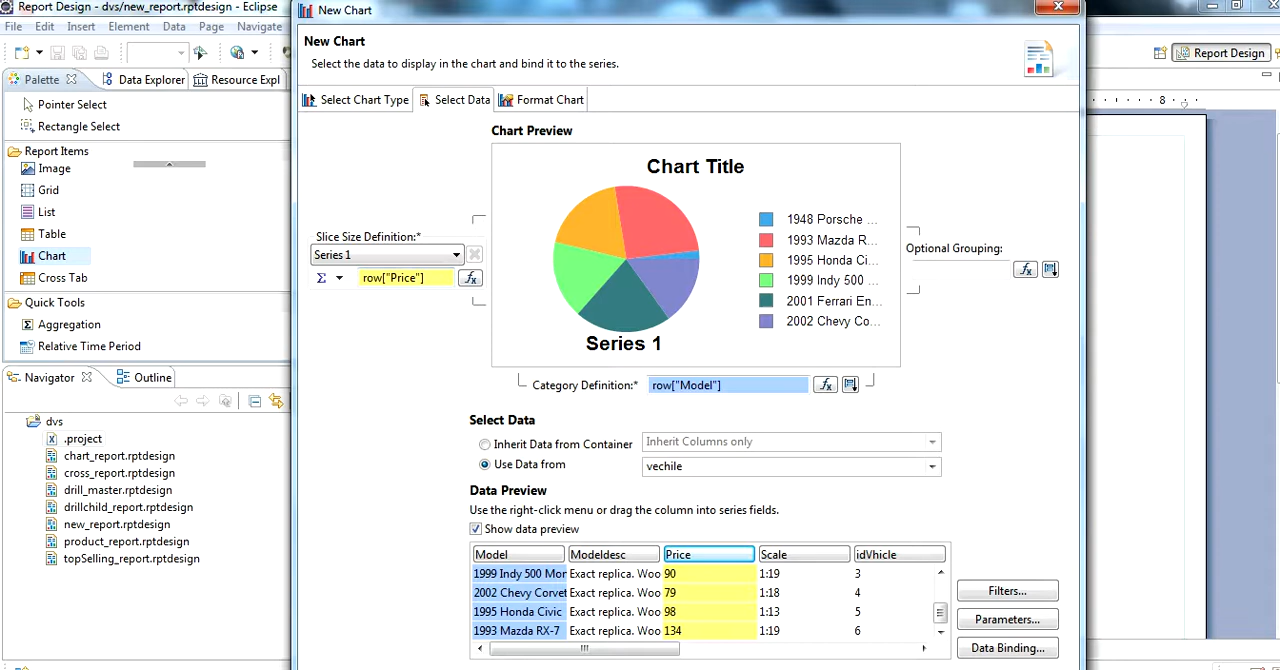 Report Design - dvs/new_report.rptdesign - Eclipse
File Edit Insert Element Data Page Navigate
Palette Data Explorer Resource Expl
Pointer Select
Rectangle Select
Report Items
Image
Grid
List
Table
Chart
Cross Tab
Quick Tools
Aggregation
Relative Time Period
Navigator Outline
dvs
.project
chart_report.rptdesign
cross_report.rptdesign
drill_master.rptdesign
drillchild_report.rptdesign
new_report.rptdesign
product_report.rptdesign
topSelling_report.rptdesign
New Chart
New Chart
Select the data to display in the chart and bind it to the series.
Select Chart Type Select Data Format Chart
Chart Preview
Chart Title
1948 Porsche ...
1993 Mazda R...
1995 Honda Ci...
1999 Indy 500 ...
2001 Ferrari En...
2002 Chevy Co...
Series 1
Slice Size Definition:*
Series 1
Σ row["Price"] fx
Optional Grouping:
fx
Category Definition:* row["Model"] fx
Select Data
Inherit Data from Container Inherit Columns only
Use Data from vechile
Data Preview
Use the right-click menu or drag the column into series fields.
Show data preview
Model Modeldesc Price Scale idVhicle
1999 Indy 500 Mor Exact replica. Woo 90 1:19 3
2002 Chevy Corvet Exact replica. Woo 79 1:18 4
1995 Honda Civic Exact replica. Woo 98 1:13 5
1993 Mazda RX-7 Exact replica. Woo 134 1:19 6
Filters...
Parameters...
Data Binding...
Report Design
8